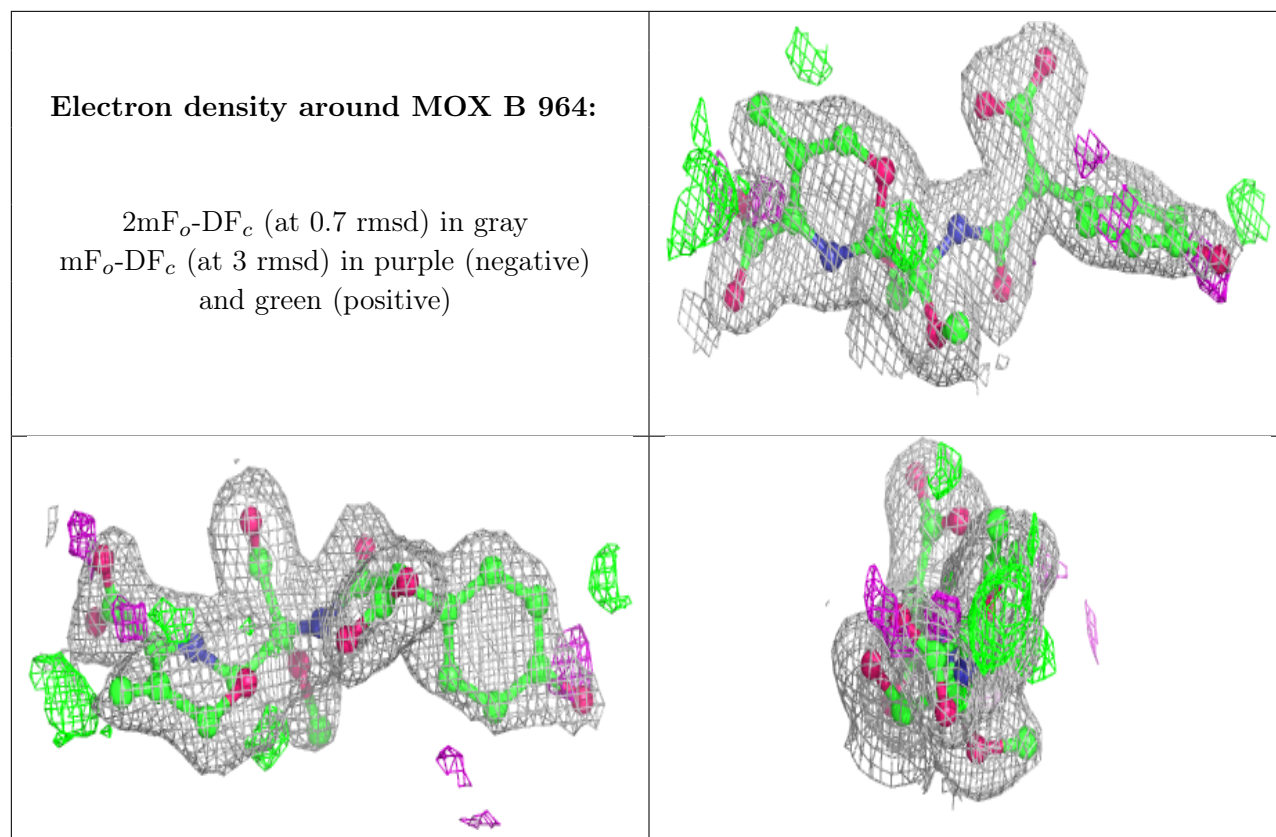 Electron density around MOX B 964:
2mFo-DFc (at 0.7 rmsd) in gray
mFo-DFc (at 3 rmsd) in purple (negative)
and green (positive)